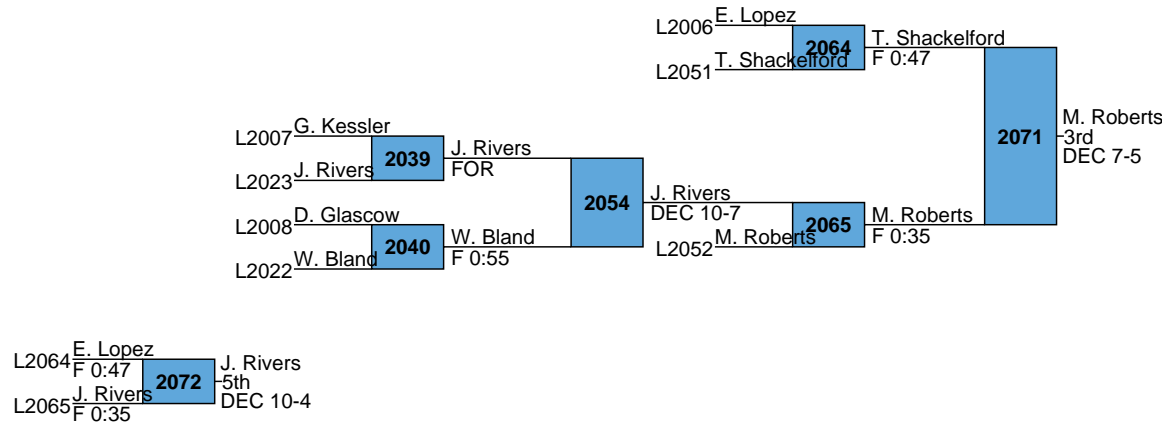 E. Lopez
L2006
2064
T. Shackelford
F 0:47
T. Shackelford
L2051
G. Kessler
L2007
2039
J. Rivers
FOR
J. Rivers
L2023
2054
J. Rivers
DEC 10-7
D. Glascow
L2008
2040
W. Bland
F 0:55
W. Bland
L2022
2065
M. Roberts
F 0:35
M. Roberts
L2052
2071
M. Roberts
3rd
DEC 7-5
E. Lopez
L2064
F 0:47
2072
J. Rivers
5th
DEC 10-4
J. Rivers
L2065
F 0:35